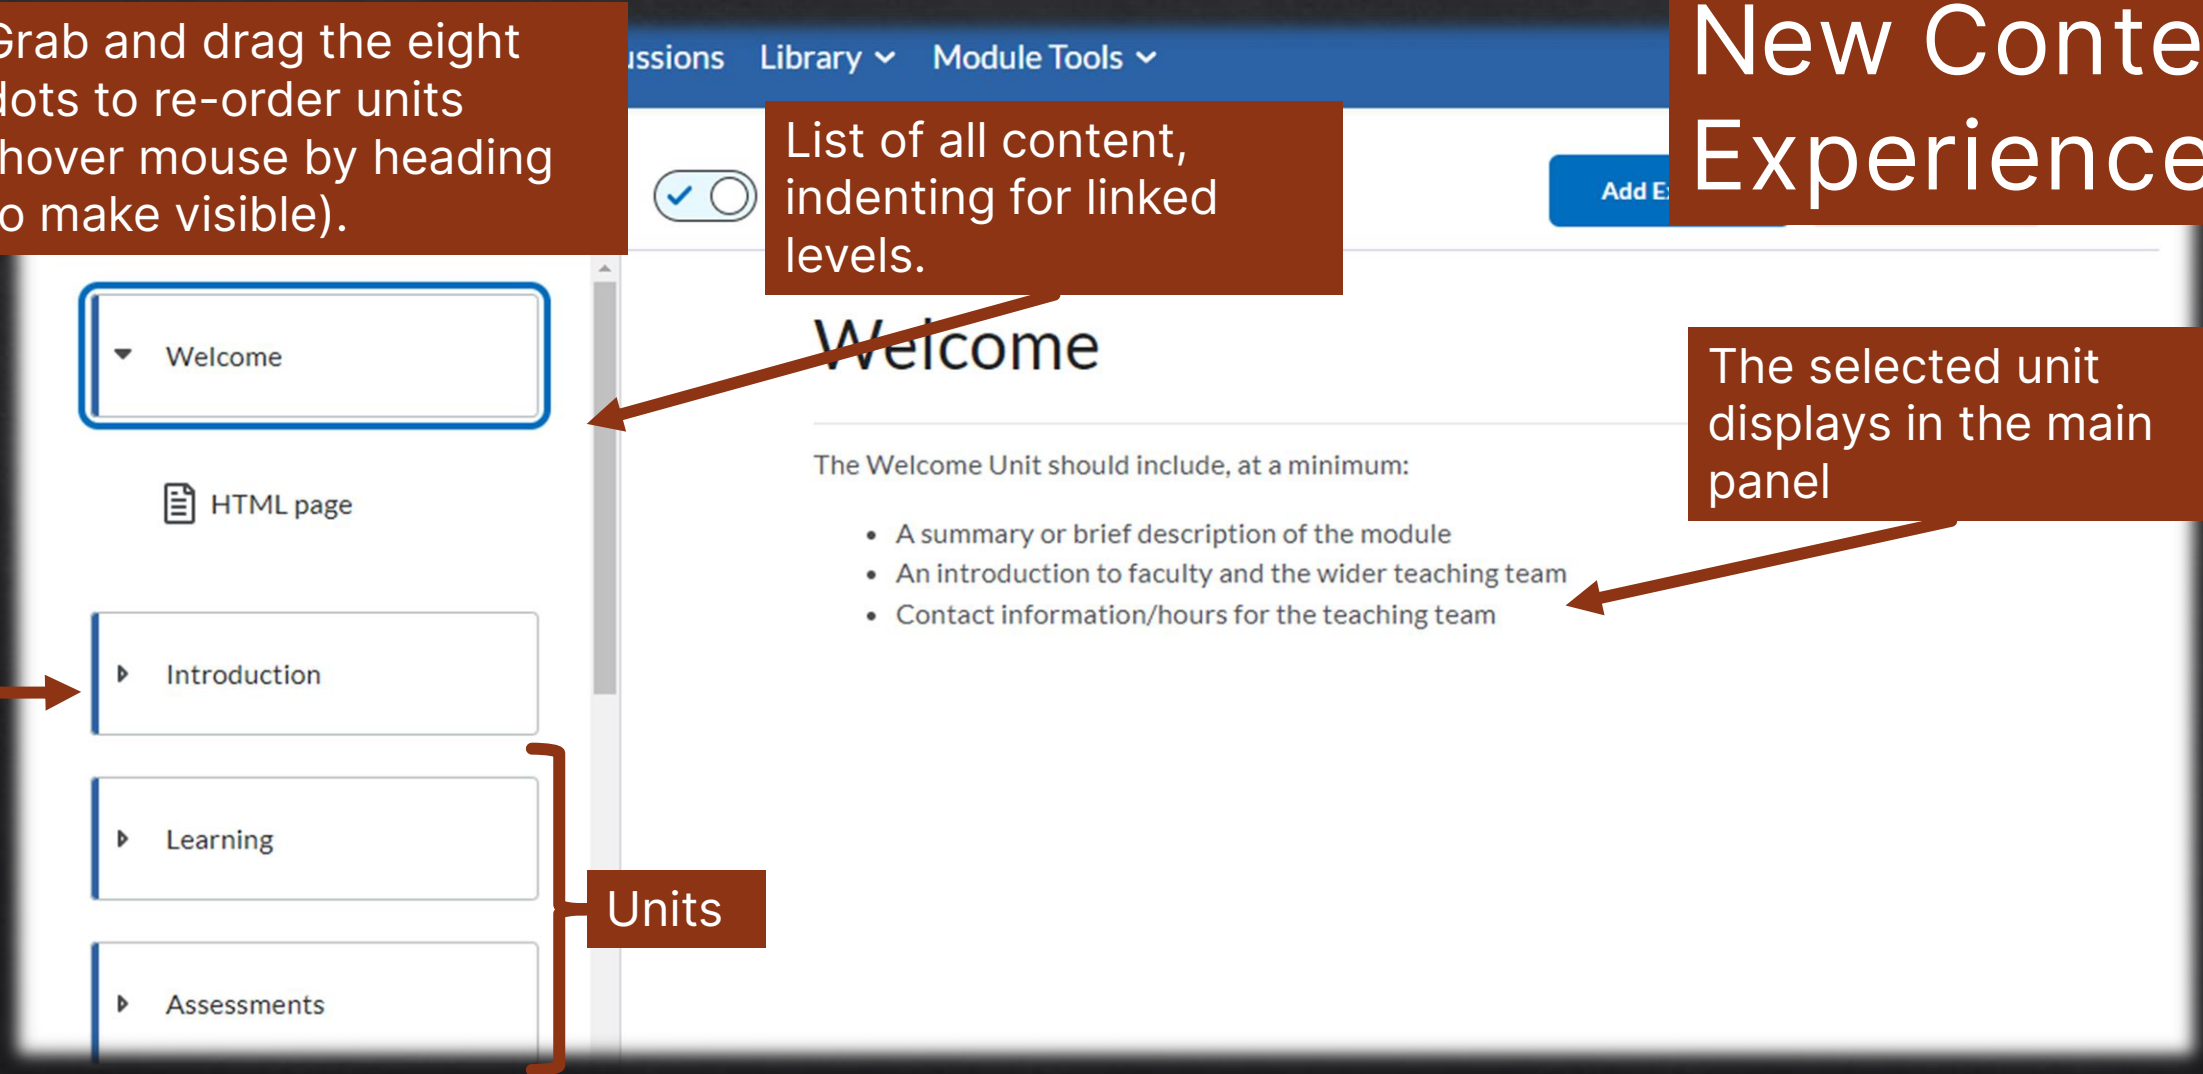 Grab and drag the eight
dots to re-order units
hover mouse by heading
to make visible).
ussions Library Module Tools
New Conte
Experience
List of all content,
indenting for linked
levels.
Add E
Welcome
HTML page
Introduction
Learning
Assessments
Units
Welcome
The Welcome Unit should include, at a minimum:
• A summary or brief description of the module
• An introduction to faculty and the wider teaching team
• Contact information/hours for the teaching team
The selected unit
displays in the main
panel